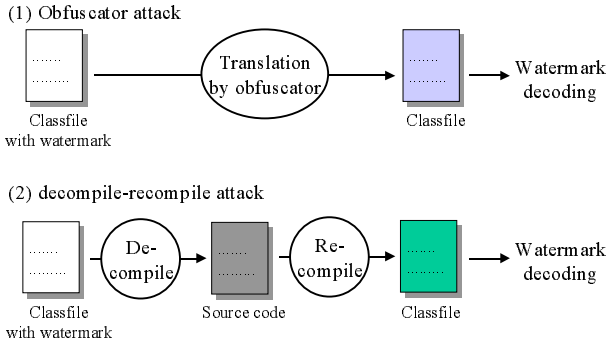 (1) Obfuscator attack
Translation
by obfuscator
Watermark
decoding
Classfile
with watermark
Classfile
(2) decompile-recompile attack
De-
compile
Re-
compile
Watermark
decoding
Classfile
with watermark
Source code
Classfile